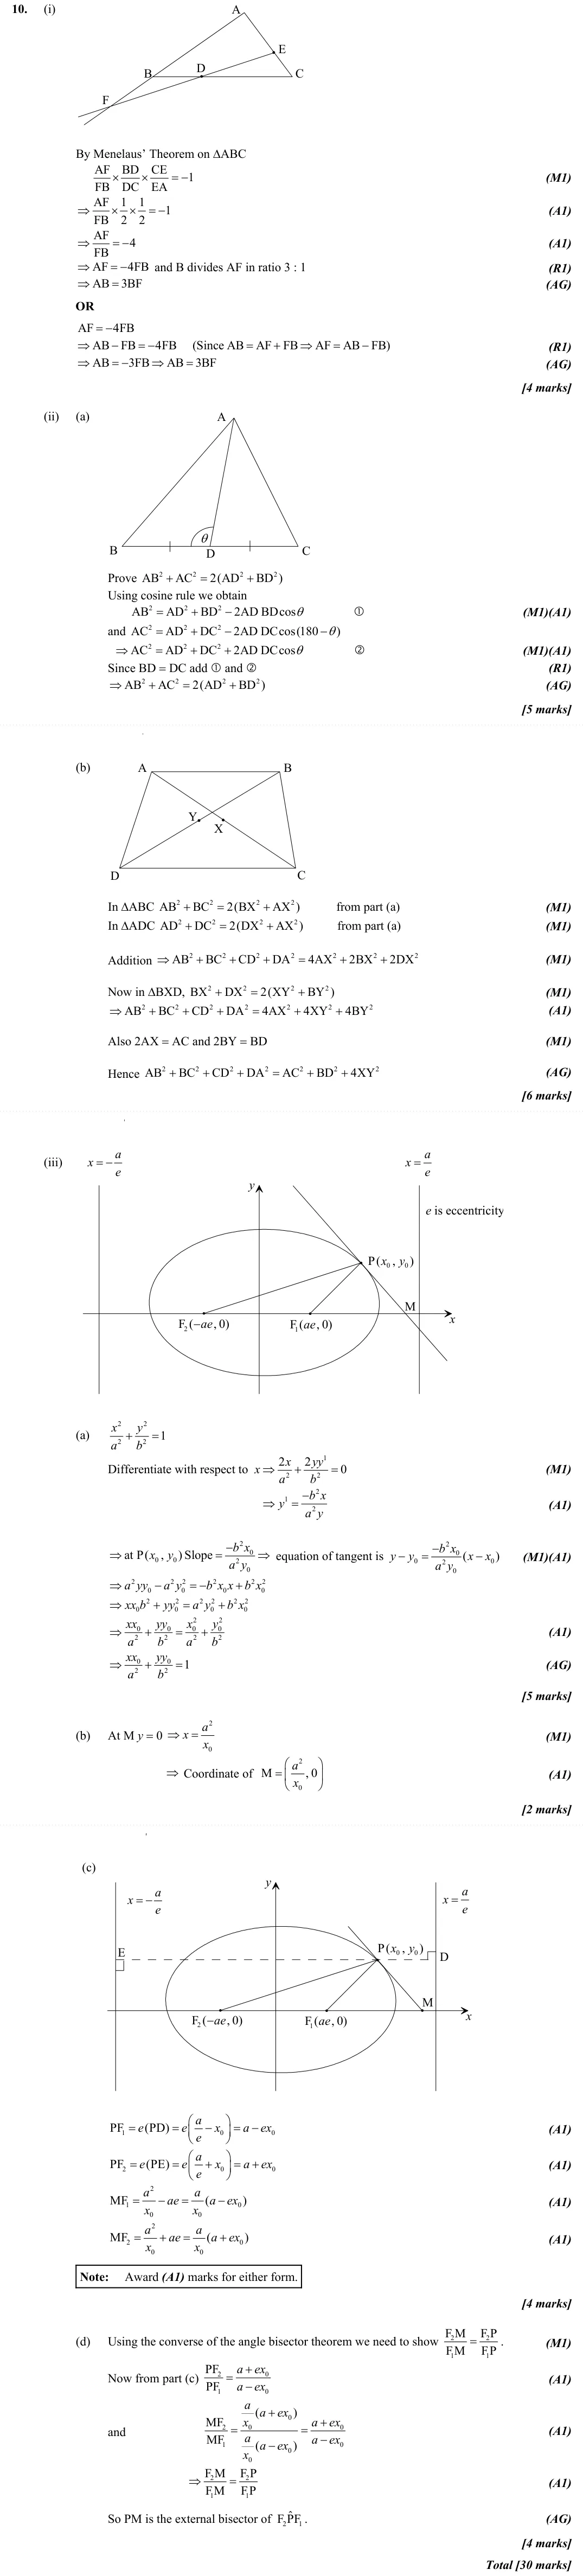 10. (i)
A
E
B D C
F
By Menelaus' Theorem on ΔABC
AF/FB × BD/DC × CE/EA = −1 (M1)
⇒ AF/FB × 1/2 × 1/2 = −1 (A1)
⇒ AF/FB = −4 (A1)
⇒ AF = −4FB and B divides AF in ratio 3 : 1 (R1)
⇒ AB = 3BF (AG)
OR
AF = −4FB
⇒ AB − FB = −4FB (Since AB = AF + FB ⇒ AF = AB − FB) (R1)
⇒ AB = −3FB ⇒ AB = 3BF (AG)
[4 marks]
(ii) (a)
A
θ
B D C
Prove AB² + AC² = 2(AD² + BD²)
Using cosine rule we obtain
AB² = AD² + BD² − 2AD BD cos θ ① (M1)(A1)
and AC² = AD² + DC² − 2AD DC cos(180 − θ)
⇒ AC² = AD² + DC² + 2AD DC cos θ ② (M1)(A1)
Since BD = DC add ① and ② (R1)
⇒ AB² + AC² = 2(AD² + BD²) (AG)
[5 marks]
(b)
A B
Y
X
D C
In ΔABC AB² + BC² = 2(BX² + AX²) from part (a) (M1)
In ΔADC AD² + DC² = 2(DX² + AX²) from part (a) (M1)
Addition ⇒ AB² + BC² + CD² + DA² = 4AX² + 2BX² + 2DX² (M1)
Now in ΔBXD, BX² + DX² = 2(XY² + BY²) (M1)
⇒ AB² + BC² + CD² + DA² = 4AX² + 4XY² + 4BY² (A1)
Also 2AX = AC and 2BY = BD (M1)
Hence AB² + BC² + CD² + DA² = AC² + BD² + 4XY² (AG)
[6 marks]
(iii) x = −a/e x = a/e
y
e is eccentricity
P(x₀, y₀)
M
F₂(−ae, 0) F₁(ae, 0) x
(a) x²/a² + y²/b² = 1
Differentiate with respect to x ⇒ 2x/a² + 2yy¹/b² = 0 (M1)
⇒ y¹ = −b²x/a²y (A1)
⇒ at P(x₀, y₀) Slope = −b²x₀/a²y₀ ⇒ equation of tangent is y − y₀ = −b²x₀/a²y₀ (x − x₀) (M1)(A1)
⇒ a²yy₀ − a²y₀² = −b²x₀x + b²x₀²
⇒ xx₀b² + yy₀² = a²y₀² + b²x₀²
⇒ xx₀/a² + yy₀/b² = x₀²/a² + y₀²/b² (A1)
⇒ xx₀/a² + yy₀/b² = 1 (AG)
[5 marks]
(b) At M y = 0 ⇒ x = a²/x₀ (M1)
⇒ Coordinate of M = (a²/x₀, 0) (A1)
[2 marks]
(c)
y
x = −a/e x = a/e
E P(x₀, y₀) D
M
F₂(−ae, 0) F₁(ae, 0) x
PF₁ = e(PD) = e(a/e − x₀) = a − ex₀ (A1)
PF₂ = e(PE) = e(a/e + x₀) = a + ex₀ (A1)
MF₁ = a²/x₀ − ae = a/x₀ (a − ex₀) (A1)
MF₂ = a²/x₀ + ae = a/x₀ (a + ex₀) (A1)
Note: Award (A1) marks for either form.
[4 marks]
(d) Using the converse of the angle bisector theorem we need to show F₂M/F₁M = F₂P/F₁P . (M1)
Now from part (c) PF₂/PF₁ = (a + ex₀)/(a − ex₀) (A1)
and MF₂/MF₁ = (a/x₀ (a + ex₀))/(a/x₀ (a − ex₀)) = (a + ex₀)/(a − ex₀) (A1)
⇒ F₂M/F₁M = F₂P/F₁P (A1)
So PM is the external bisector of F₂P̂F₁ . (AG)
[4 marks]
Total [30 marks]